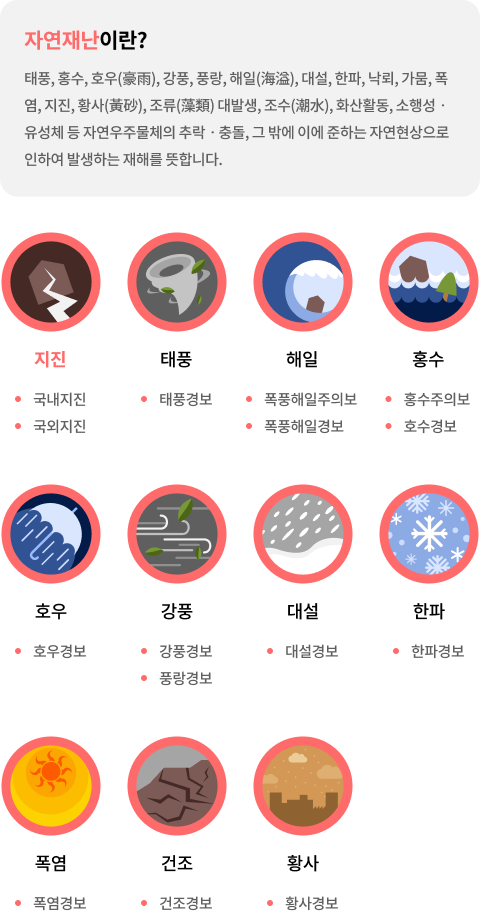 자연재난이란?
태풍, 홍수, 호우(豪雨), 강풍, 풍랑, 해일(海溢), 대설, 한파, 낙뢰, 가뭄, 폭
염, 지진, 황사(黃砂), 조류(藻類) 대발생, 조수(潮水), 화산활동, 소행성ㆍ
유성체 등 자연우주물체의 추락ㆍ충돌, 그 밖에 이에 준하는 자연현상으로
인하여 발생하는 재해를 뜻합니다.
지진
국내지진
국외지진
태풍
태풍경보
해일
폭풍해일주의보
폭풍해일경보
홍수
홍수주의보
호수경보
호우
호우경보
강풍
강풍경보
풍랑경보
대설
대설경보
한파
한파경보
폭염
폭염경보
건조
건조경보
황사
황사경보